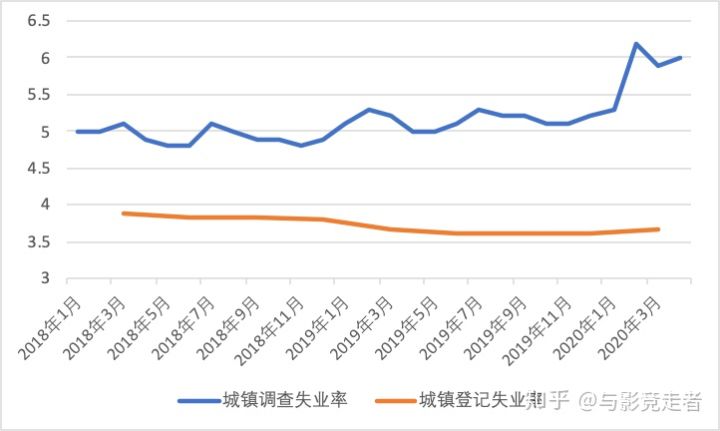 6.5
6
5.5
5
4.5
4
3.5
3
2018年1月
2018年3月
2018年5月
2018年7月
2018年9月
2018年11月
2019年1月
2019年3月
2019年5月
2019年7月
2019年9月
2019年11月
2020年1月
2020年3月
城镇调查失业率 城镇登记失业率
知乎 @与影竞走者